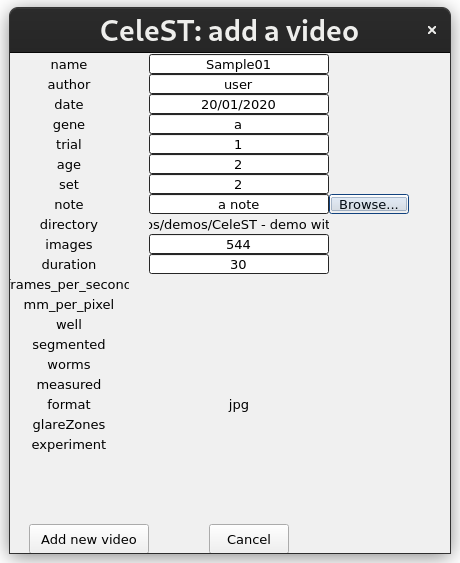 CeleST: add a video ×
name Sample01
author user
date 20/01/2020
gene a
trial 1
age 2
set 2
note a note Browse...
directory os/demos/CeleST - demo wit
images 544
duration 30
frames_per_second
mm_per_pixel
well
segmented
worms
measured
format jpg
glareZones
experiment
Add new video Cancel